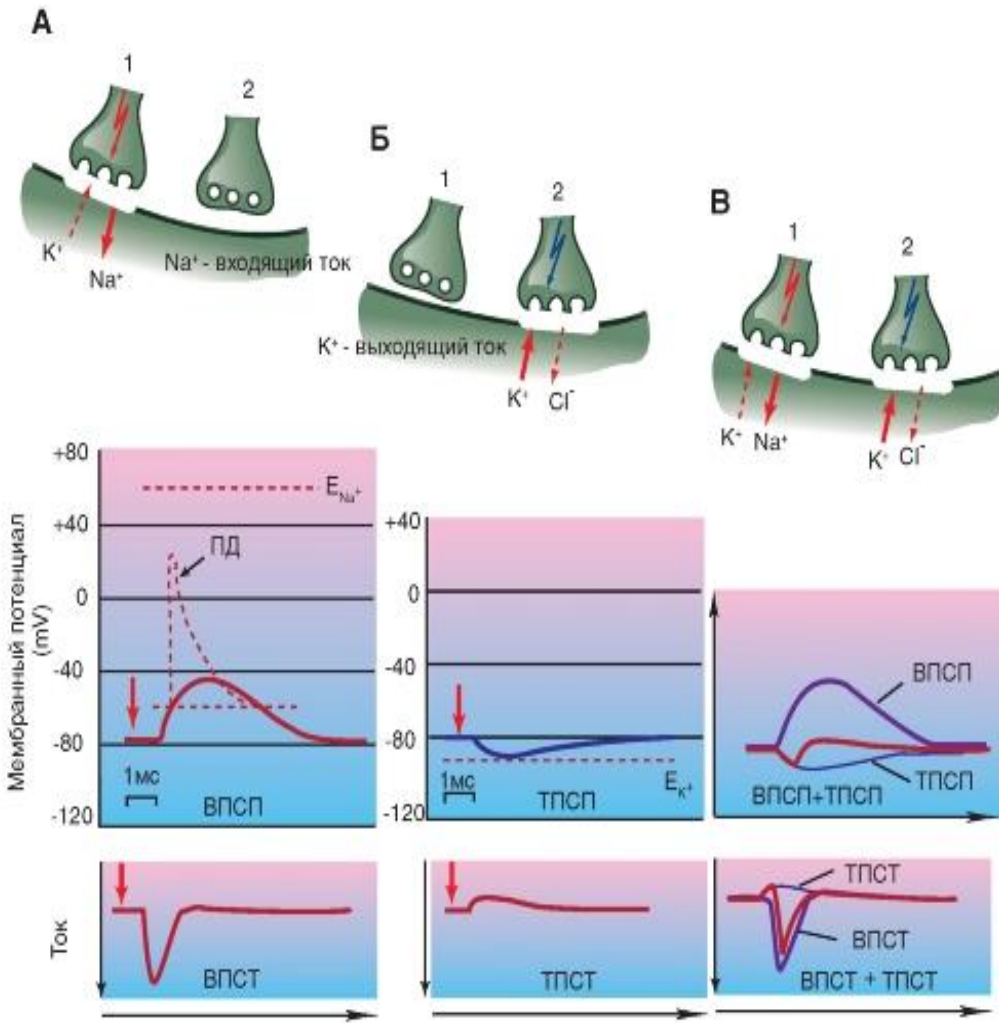 А
1
2
K⁺
Na⁺
Na⁺ - входящий ток
Б
1
2
K⁺ - выходящий ток
K⁺
Cl⁻
В
1
2
K⁺
Na⁺
K⁺
Cl⁻
Мембранный потенциал
(mV)
+80
+40
0
-40
-80
-120
E Na⁺
ПД
1мс
ВПСП
+40
0
-40
-80
-120
1мс
ТПСП
E K⁺
ВПСП
ТПСП
ВПСП+ТПСП
Ток
ВПСТ
ТПСТ
ТПСТ
ВПСТ
ВПСТ + ТПСТ